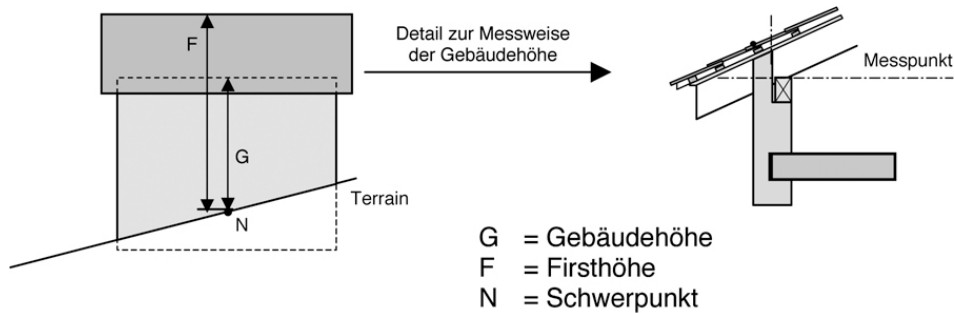 F
G
N
Terrain
Detail zur Messweise
der Gebäudehöhe
Messpunkt
G = Gebäudehöhe
F = Firsthöhe
N = Schwerpunkt